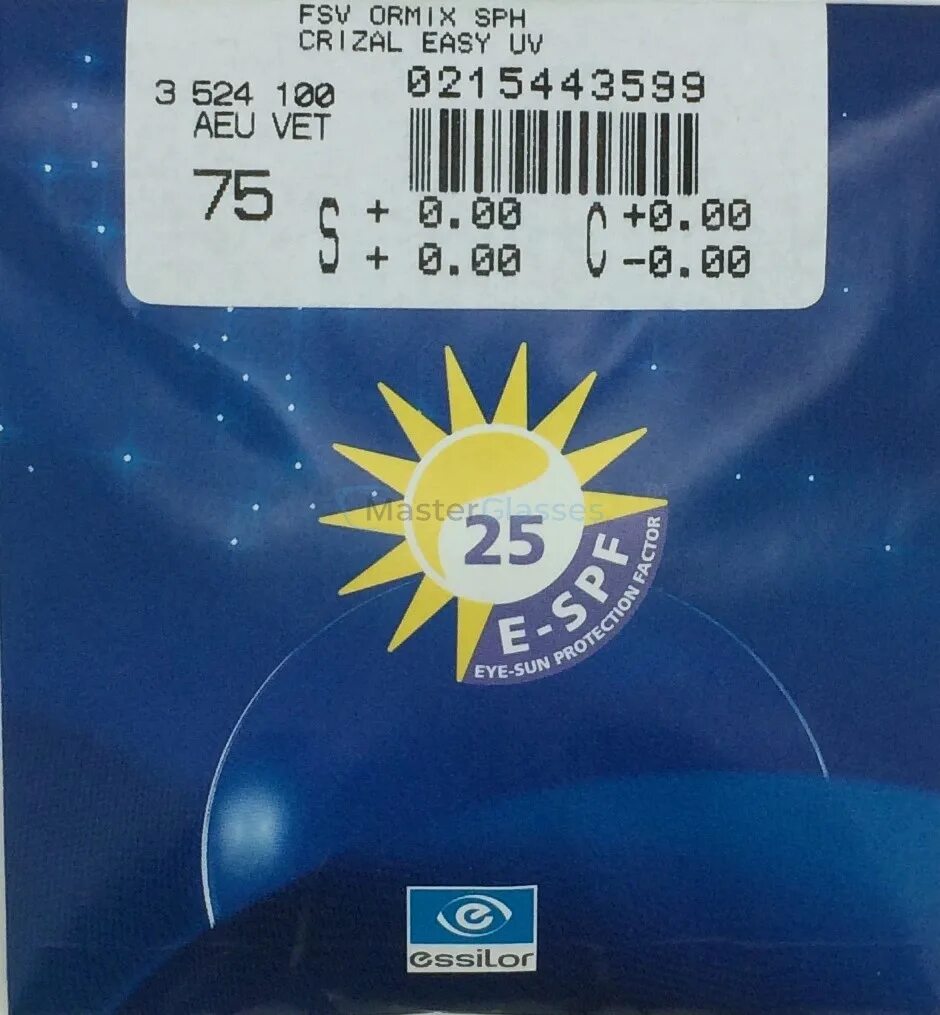 FSV ORMIX SPH
CRIZAL EASY UV
3 524 100
0215443599
AEU VET
75
S + 0.00 C +0.00
+ 0.00 -0.00
MasterGlasses
25
E-SPF
EYE-SUN PROTECTION FACTOR
essilor